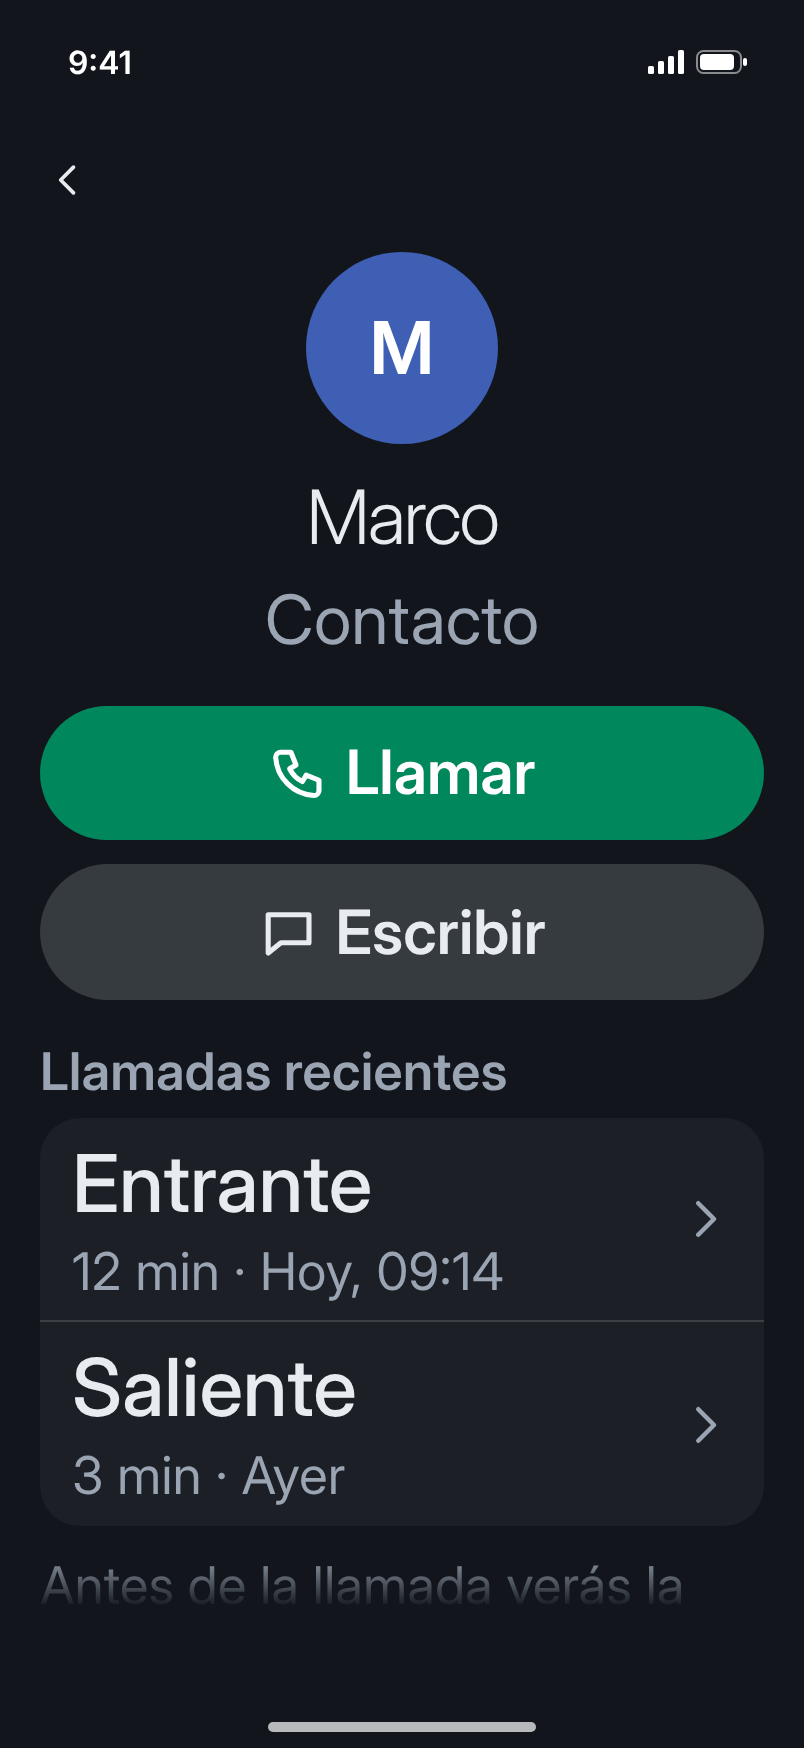 9:41
M
Marco
Contacto
Llamar
Escribir
Llamadas recientes
Entrante
12 min · Hoy, 09:14
Saliente
3 min · Ayer
Antes de la llamada verás la